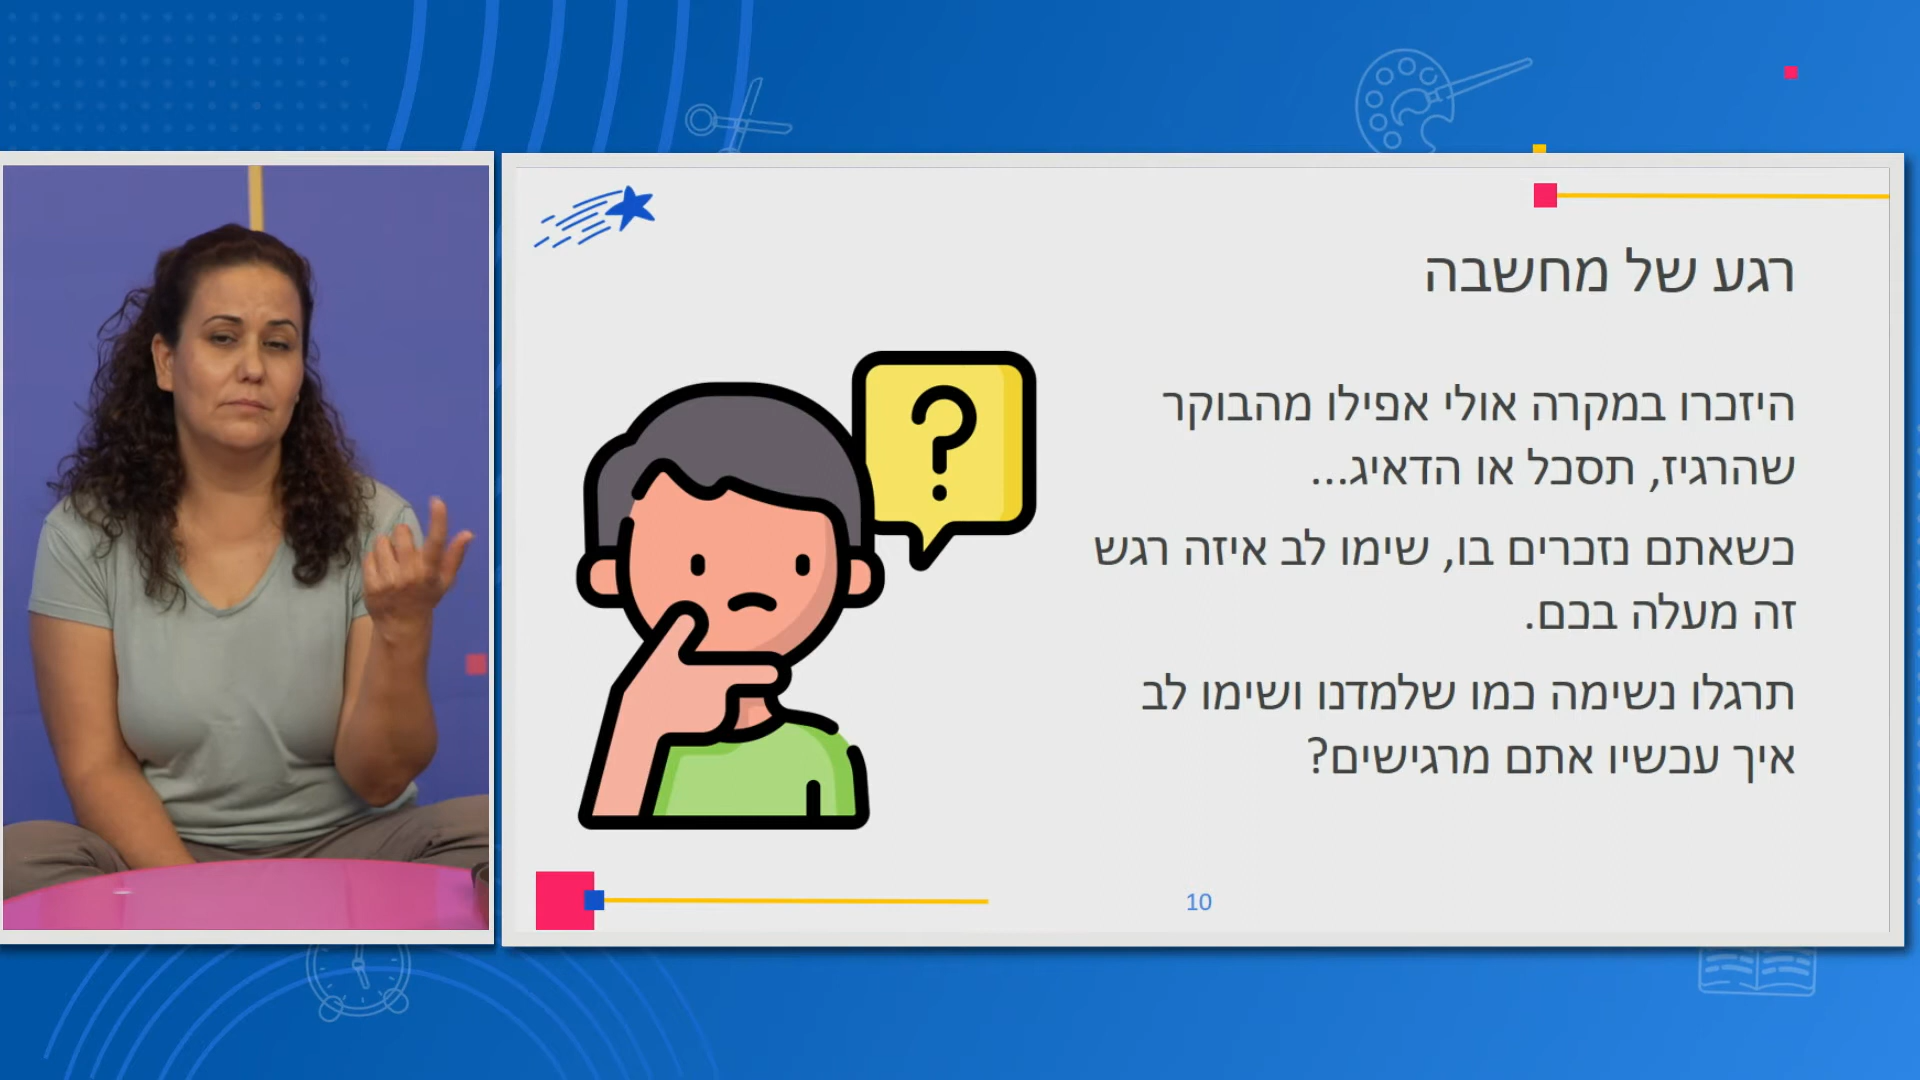 רגע של מחשבה
היזכרו במקרה אולי אפילו מהבוקר
שהרגיז, תסכל או הדאיג...
כשאתם נזכרים בו, שימו לב איזה רגש
זה מעלה בכם.
תרגלו נשימה כמו שלמדנו ושימו לב
איך עכשיו אתם מרגישים?
?
10